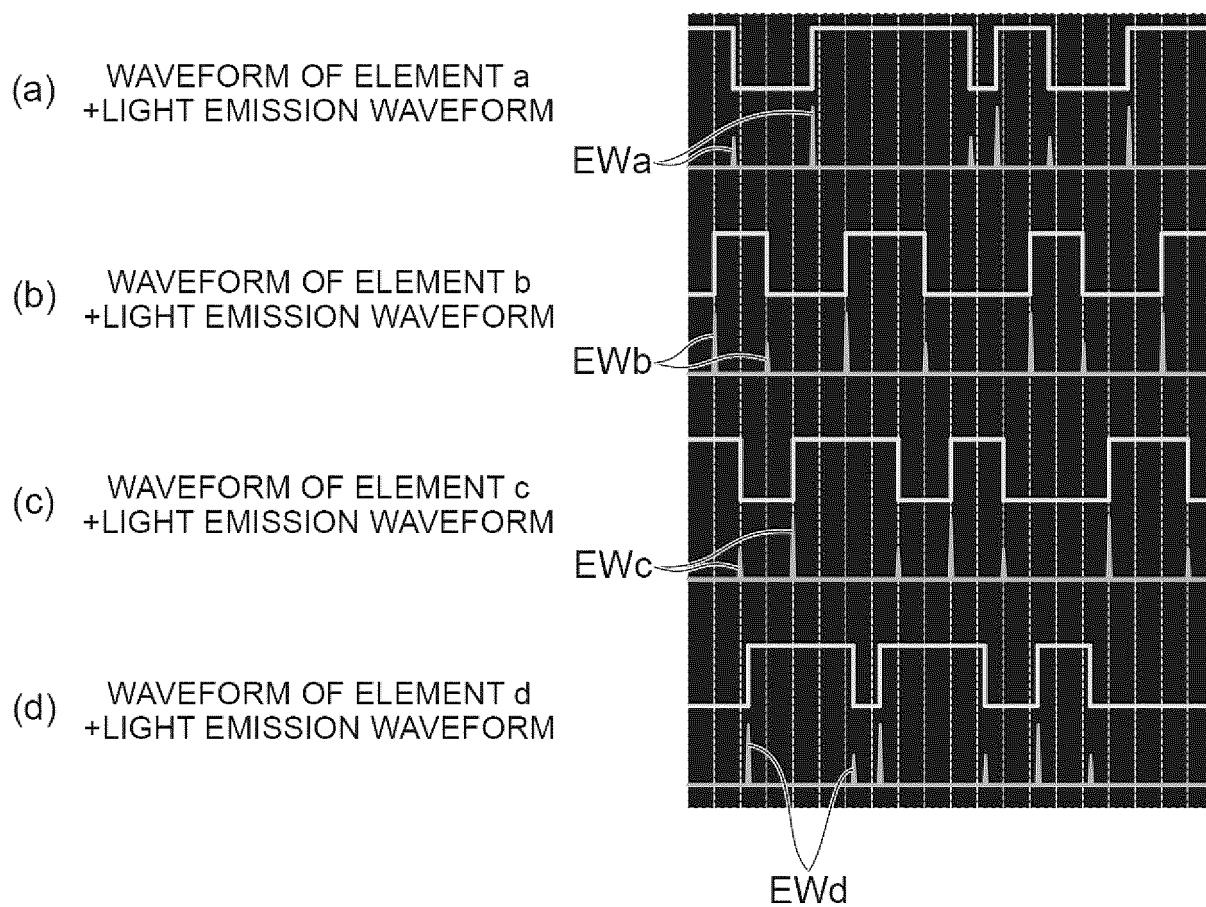 (a) WAVEFORM OF ELEMENT a
+LIGHT EMISSION WAVEFORM
EWa
(b) WAVEFORM OF ELEMENT b
+LIGHT EMISSION WAVEFORM
EWb
(c) WAVEFORM OF ELEMENT c
+LIGHT EMISSION WAVEFORM
EWc
(d) WAVEFORM OF ELEMENT d
+LIGHT EMISSION WAVEFORM
EWd